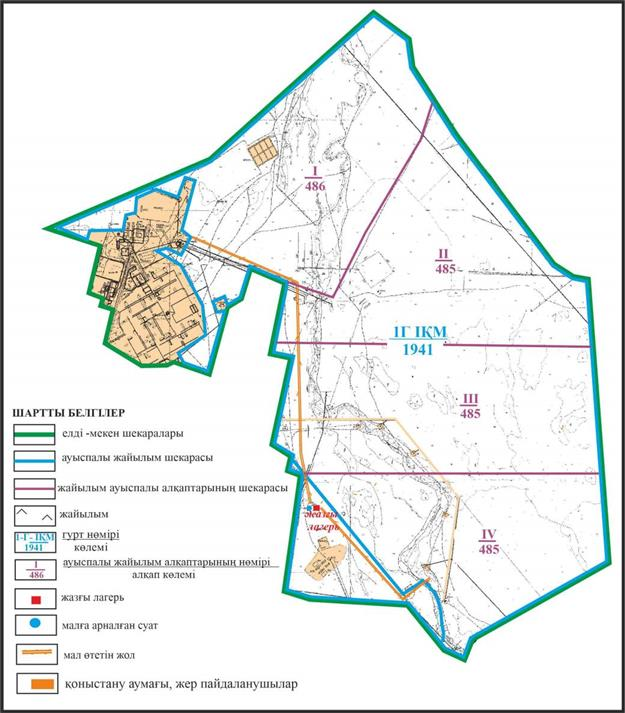 I
486
II
485
1Г ІҚМ
1941
III
485
IV
485
жазғы
лагерь
ШАРТТЫ БЕЛГІЛЕР
елді -мекен шекаралары
ауыспалы жайылым шекарасы
жайылым ауыспалы алқаптарының шекарасы
жайылым
1-Г- ІҚМ
1941
гурт нөмірі
көлемі
I
486
ауыспалы жайылым алқаптарының нөмірі
алқап көлемі
жазғы лагерь
малға арналған суат
мал өтетін жол
қоныстану аумағы, жер пайдаланушылар